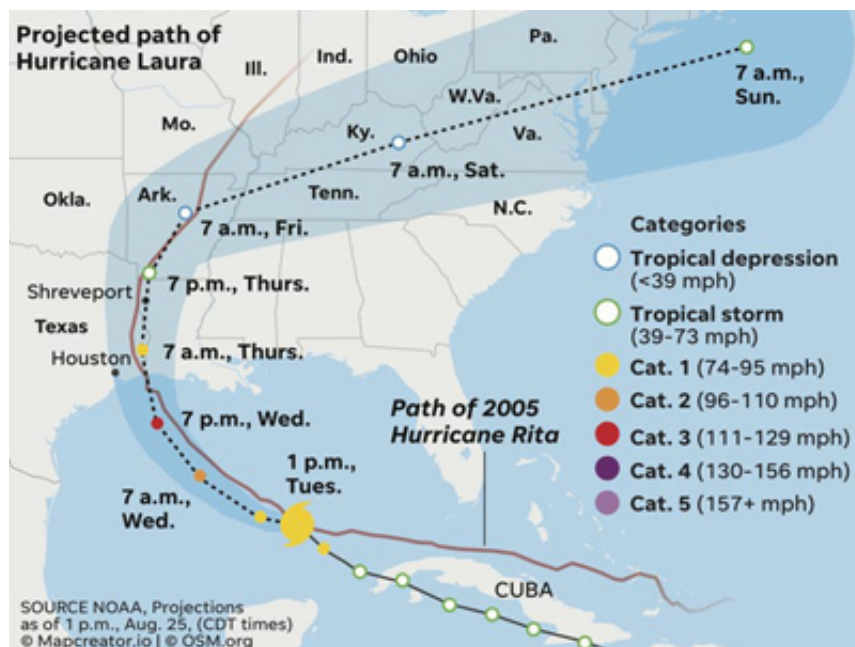 Projected path of
Hurricane Laura
Ill.
Ind.
Ohio
Pa.
7 a.m.,
Sun.
Mo.
Ky.
W.Va.
Va.
7 a.m., Sat.
Okla.
Ark.
Tenn.
N.C.
7 a.m., Fri.
Shreveport
7 p.m., Thurs.
Texas
Houston
7 a.m., Thurs.
7 p.m., Wed.
Path of 2005
Hurricane Rita
1 p.m.,
Tues.
7 a.m.,
Wed.
CUBA
Categories
Tropical depression
(<39 mph)
Tropical storm
(39-73 mph)
Cat. 1 (74-95 mph)
Cat. 2 (96-110 mph)
Cat. 3 (111-129 mph)
Cat. 4 (130-156 mph)
Cat. 5 (157+ mph)
SOURCE NOAA, Projections
as of 1 p.m., Aug. 25, (CDT times)
© Mapcreator.io | © OSM.org